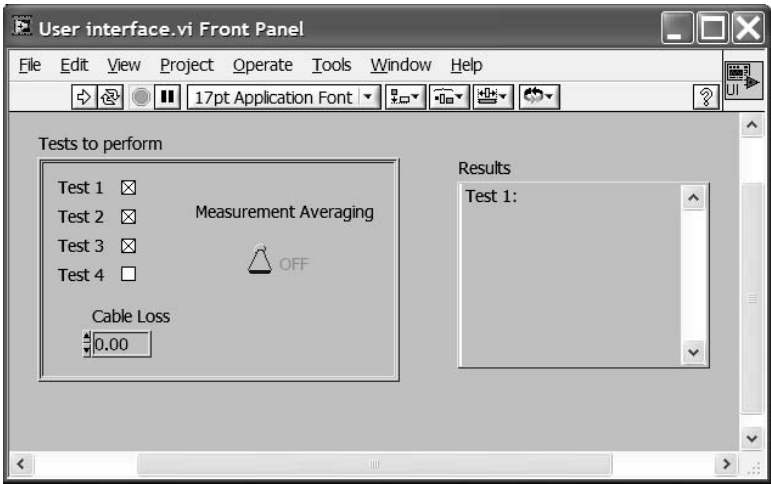 User interface.vi Front Panel
File Edit View Project Operate Tools Window Help
17pt Application Font
?
UI
Tests to perform
Test 1
Test 2
Test 3
Test 4
Measurement Averaging
OFF
Cable Loss
0.00
Results
Test 1: